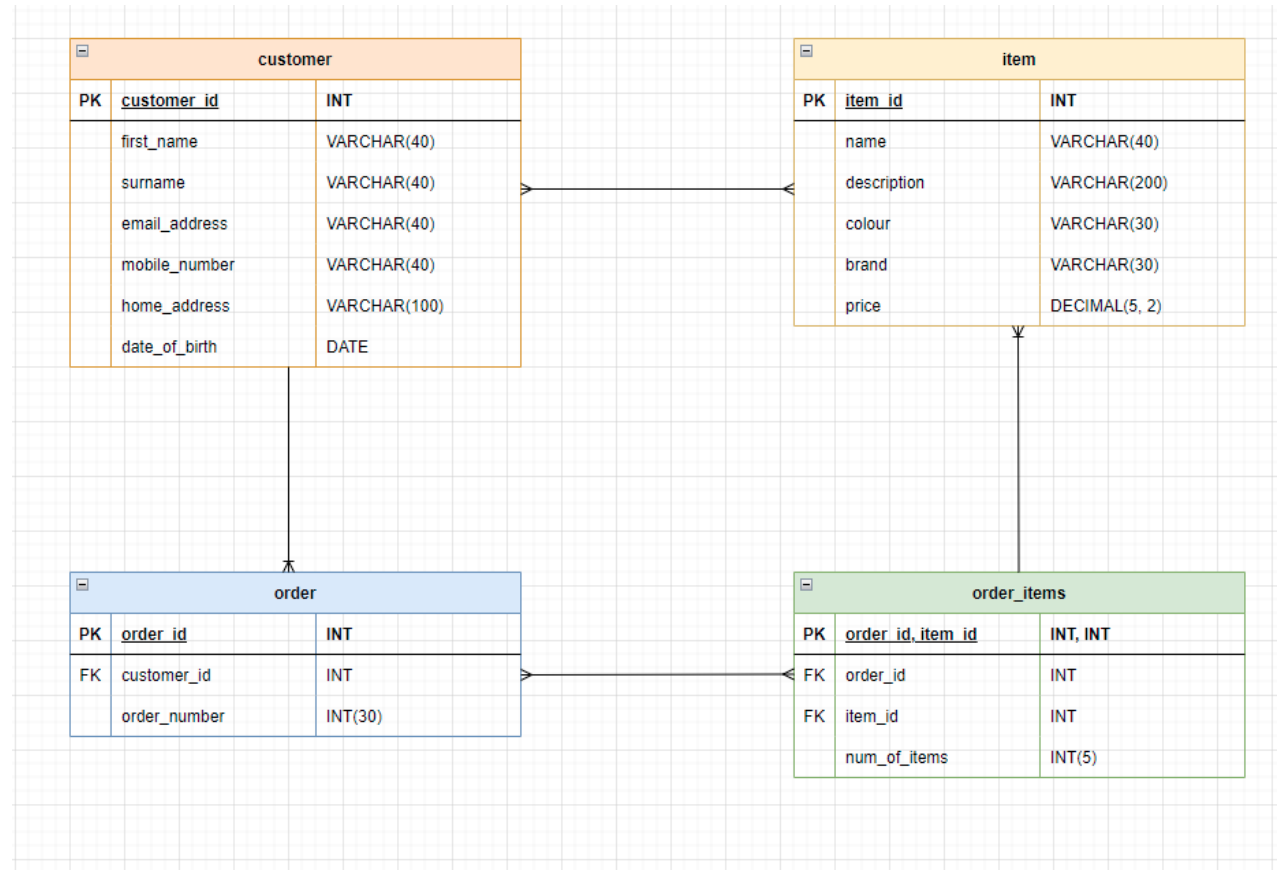 customer
PK customer_id INT
first_name VARCHAR(40)
surname VARCHAR(40)
email_address VARCHAR(40)
mobile_number VARCHAR(40)
home_address VARCHAR(100)
date_of_birth DATE
item
PK item_id INT
name VARCHAR(40)
description VARCHAR(200)
colour VARCHAR(30)
brand VARCHAR(30)
price DECIMAL(5, 2)
order
PK order_id INT
FK customer_id INT
order_number INT(30)
order_items
PK order_id, item_id INT, INT
FK order_id INT
FK item_id INT
num_of_items INT(5)